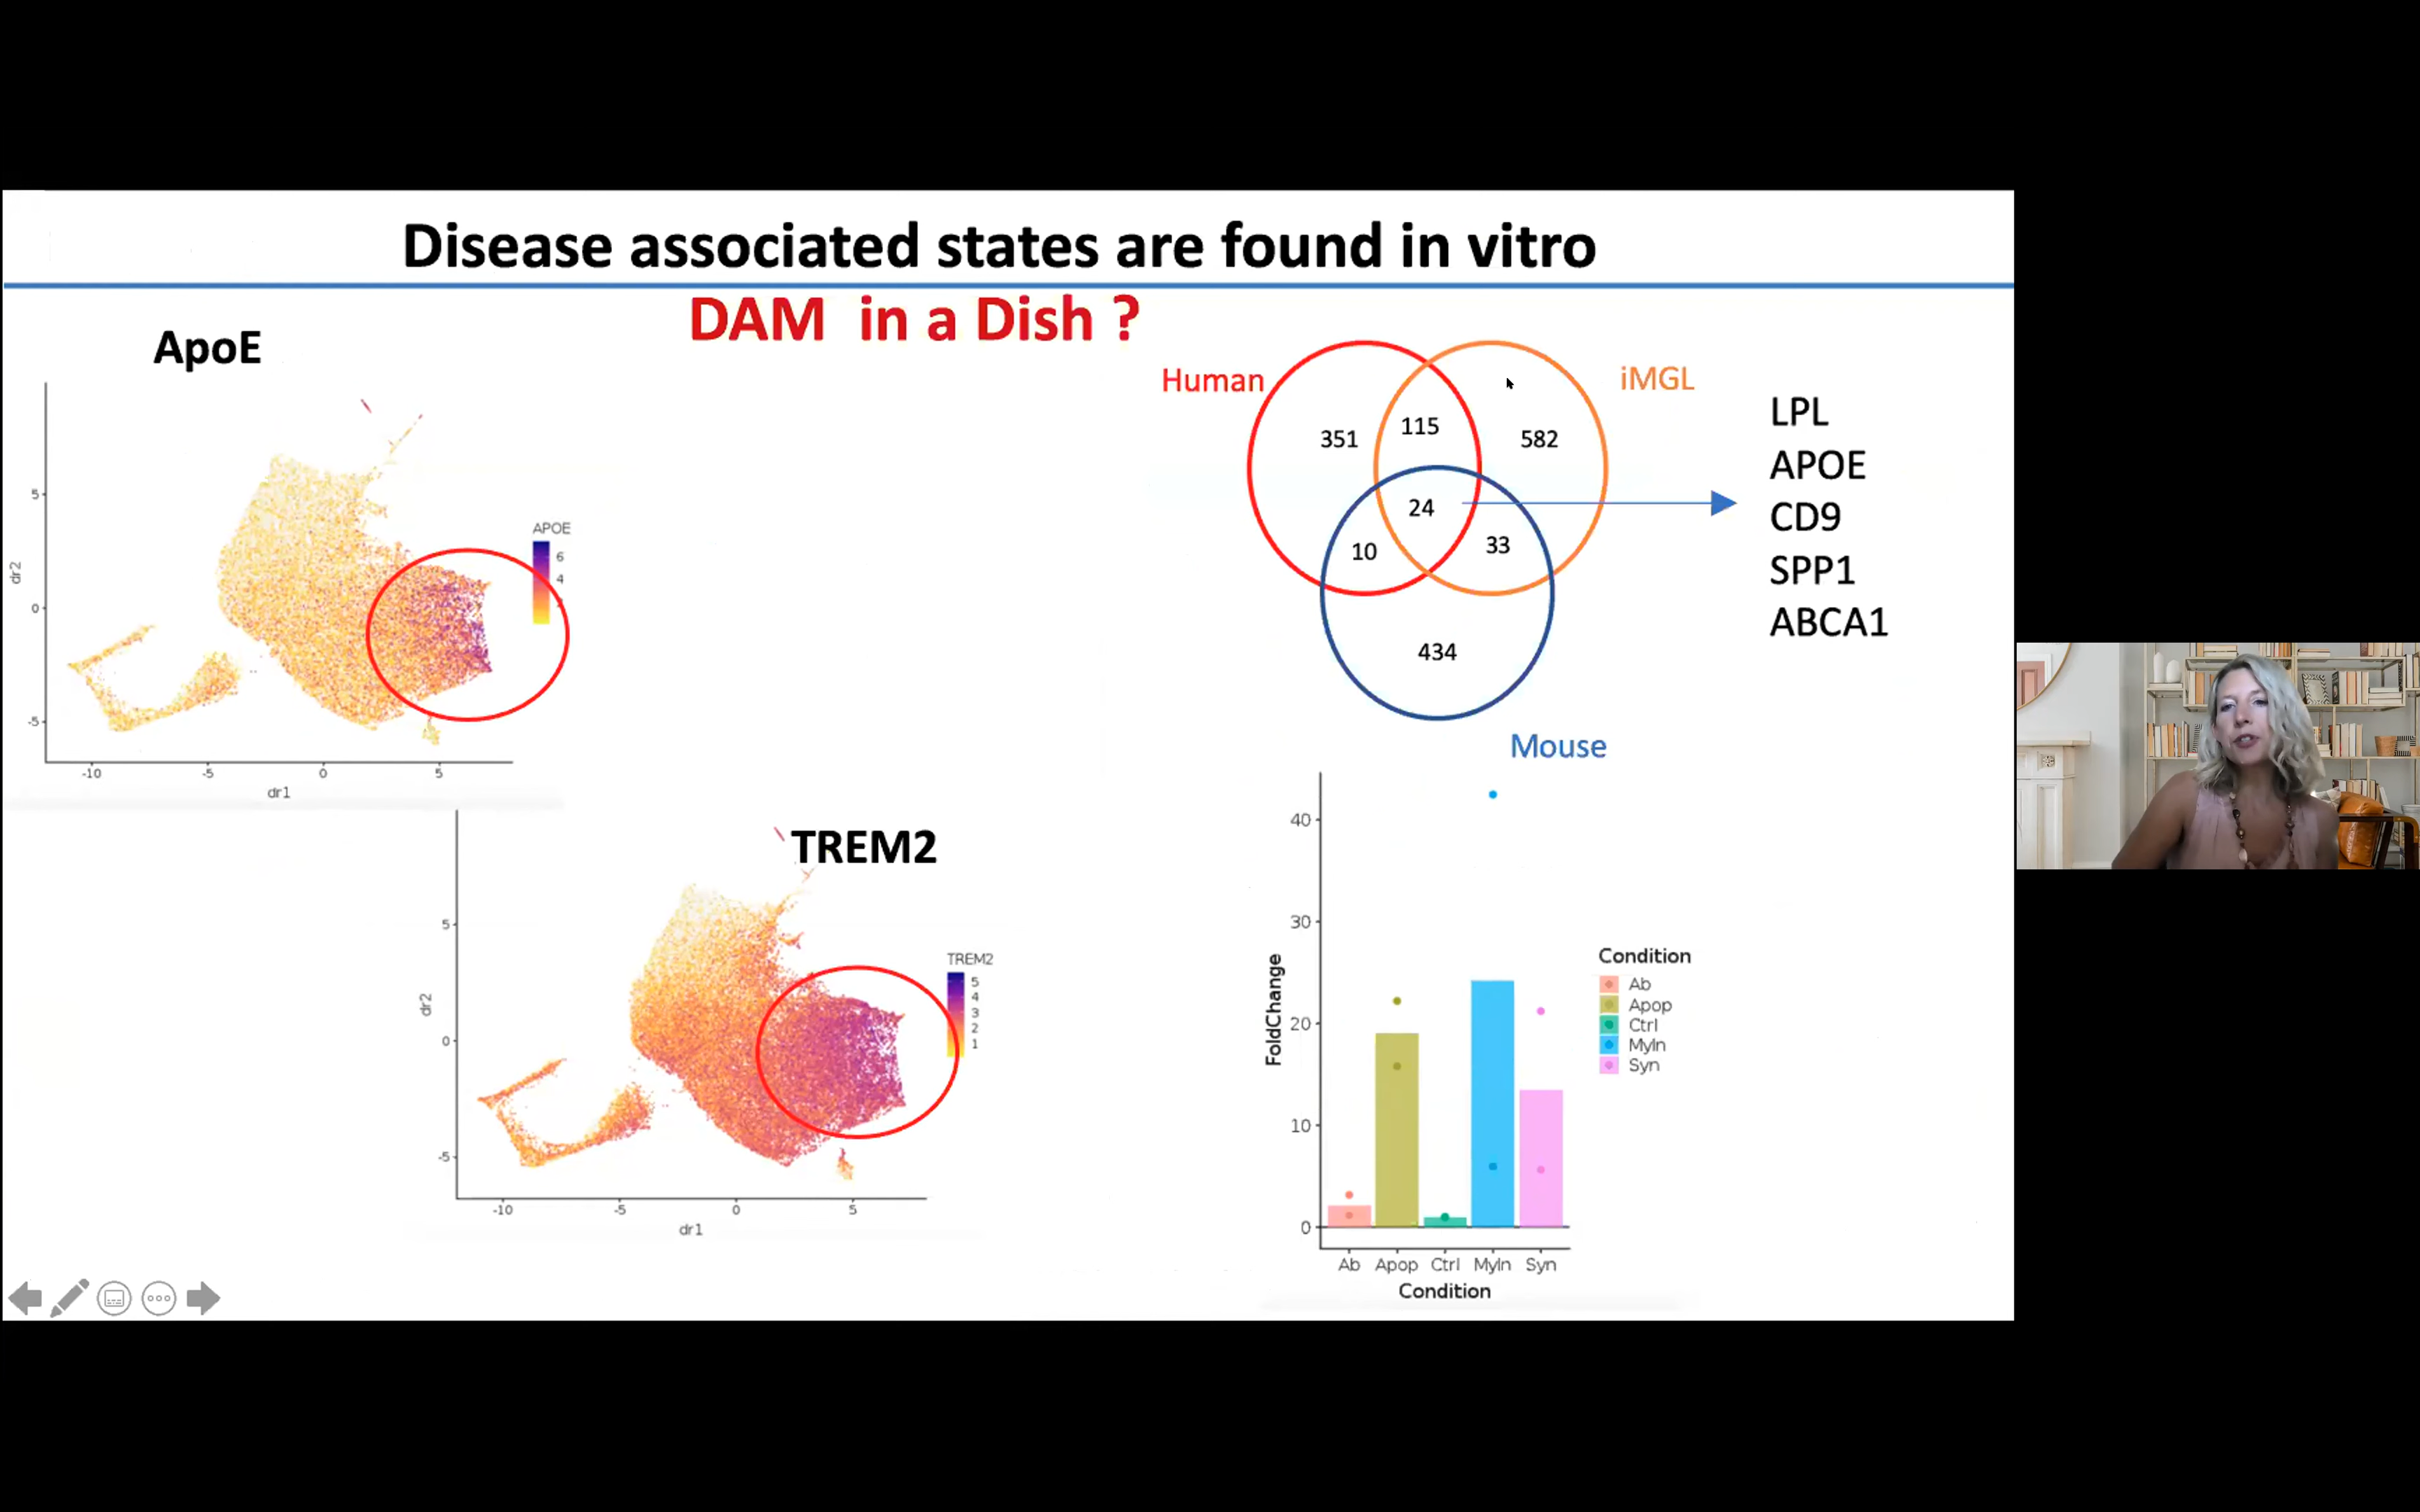 Disease associated states are found in vitro
DAM in a Dish ?
ApoE
APOE
6
4
5
0
-5
dr2
-10
-5
0
5
dr1
TREM2
TREM2
5
4
3
2
1
5
0
-5
dr2
-10
-5
0
5
dr1
Human
iMGL
351
115
582
24
10
33
434
Mouse
LPL
APOE
CD9
SPP1
ABCA1
40
30
20
10
0
FoldChange
Ab Apop Ctrl Myln Syn
Condition
Condition
Ab
Apop
Ctrl
Myln
Syn